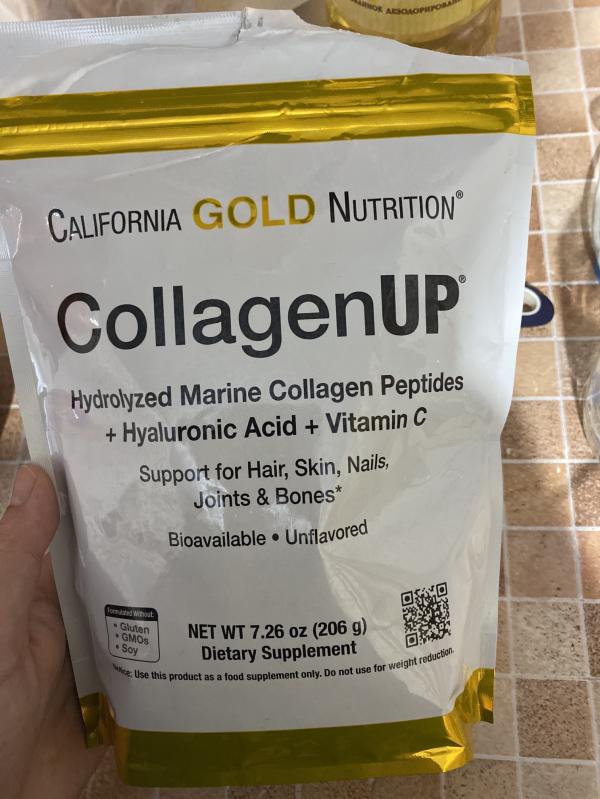 CALIFORNIA GOLD NUTRITION®
CollagenUP®
Hydrolyzed Marine Collagen Peptides
+ Hyaluronic Acid + Vitamin C
Support for Hair, Skin, Nails,
Joints & Bones*
Bioavailable • Unflavored
Formulated Without:
• Gluten
• GMOs
• Soy
NET WT 7.26 oz (206 g)
Dietary Supplement
Notice: Use this product as a food supplement only. Do not use for weight reduction.